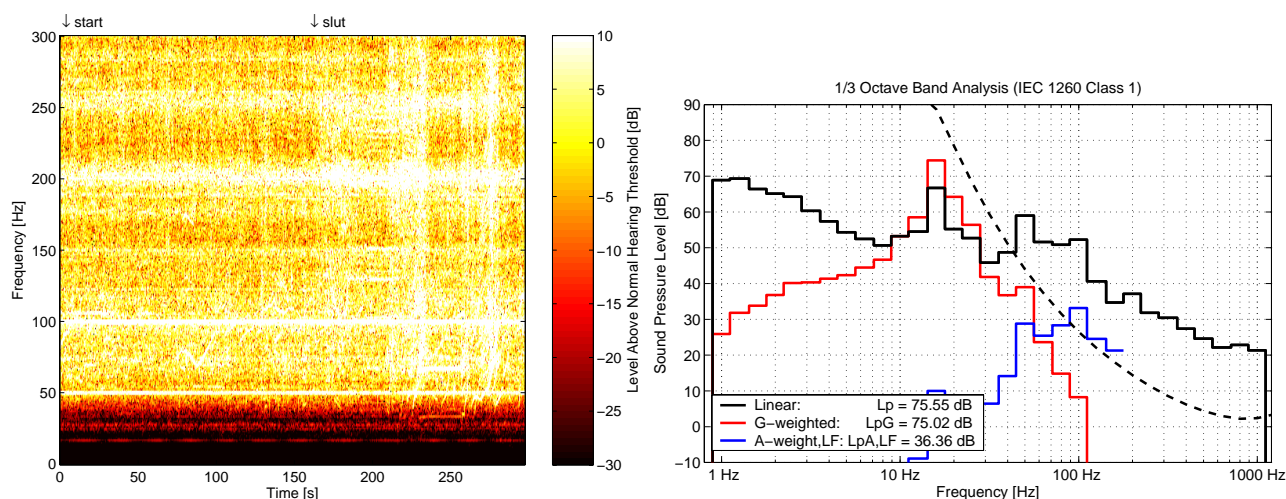 ↓ start
↓ slut
300
250
200
150
100
50
0
Frequency [Hz]
0
50
100
150
200
250
Time [s]
10
5
0
−5
−10
−15
−20
−25
−30
Level Above Normal Hearing Threshold [dB]
1/3 Octave Band Analysis (IEC 1260 Class 1)
90
80
70
60
50
40
30
20
10
0
−10
Sound Pressure Level [dB]
Linear: Lp = 75.55 dB
G−weighted: LpG = 75.02 dB
A−weight,LF: LpA,LF = 36.36 dB
1 Hz
10 Hz
100 Hz
1000 Hz
Frequency [Hz]